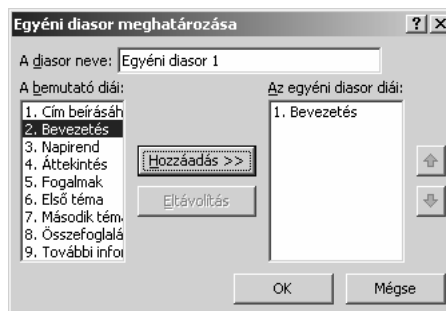 Egyéni diasor meghatározása
A diasor neve: Egyéni diasor 1
A bemutató diái:
1. Cím beírásáh
2. Bevezetés
3. Napirend
4. Áttekintés
5. Fogalmak
6. Első téma
7. Második tém
8. Összefoglalá
9. További infor
Hozzáadás >>
Eltávolítás
Az egyéni diasor diái:
1. Bevezetés
OK
Mégse